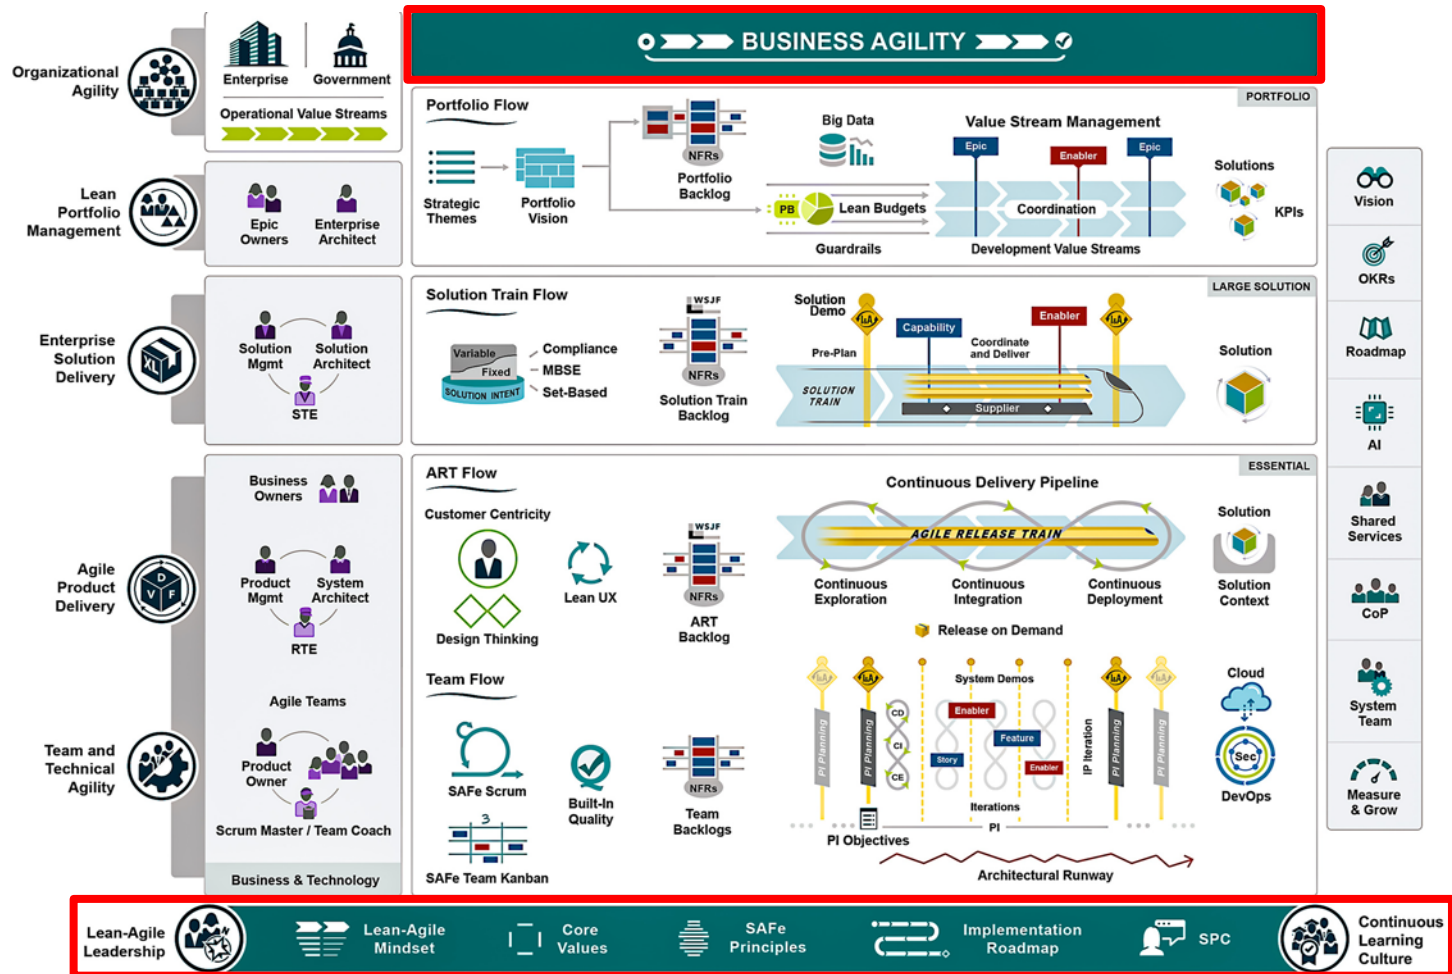 Organizational
Agility
Enterprise
Government
Operational Value Streams
BUSINESS AGILITY
PORTFOLIO
Portfolio Flow
Strategic
Themes
Portfolio
Vision
NFRs
Portfolio
Backlog
Big Data
PB
Lean Budgets
Guardrails
Value Stream Management
Epic
Enabler
Epic
Coordination
Development Value Streams
Solutions
KPIs
Lean
Portfolio
Management
Epic
Owners
Enterprise
Architect
LARGE SOLUTION
Enterprise
Solution
Delivery
XL
Solution
Mgmt
Solution
Architect
STE
Solution Train Flow
Variable
Fixed
SOLUTION INTENT
Compliance
MBSE
Set-Based
WSJF
NFRs
Solution Train
Backlog
Solution
Demo
I&A
Pre-Plan
Capability
Coordinate
and Deliver
Enabler
I&A
SOLUTION
TRAIN
Supplier
Solution
ESSENTIAL
Agile
Product
Delivery
D
V F
Business
Owners
Product
Mgmt
System
Architect
RTE
ART Flow
Customer Centricity
Lean UX
Design Thinking
WSJF
NFRs
ART
Backlog
Continuous Delivery Pipeline
AGILE RELEASE TRAIN
Continuous
Exploration
Continuous
Integration
Continuous
Deployment
Release on Demand
Solution
Solution
Context
Team and
Technical
Agility
Agile Teams
Product
Owner
Scrum Master / Team Coach
Business & Technology
Team Flow
SAFe Scrum
3
SAFe Team Kanban
Built-In
Quality
NFRs
Team
Backlogs
I&A
PI Planning
I&A
PI Planning
CD
CI
CE
System Demos
Enabler
Feature
Story
Enabler
Iterations
IP Iteration
I&A
PI Planning
I&A
PI Planning
PI Objectives
PI
Architectural Runway
Cloud
Sec
DevOps
Vision
OKRs
Roadmap
AI
Shared
Services
CoP
System
Team
Measure
& Grow
Lean-Agile
Leadership
Lean-Agile
Mindset
Core
Values
SAFe
Principles
Implementation
Roadmap
SPC
Continuous
Learning
Culture